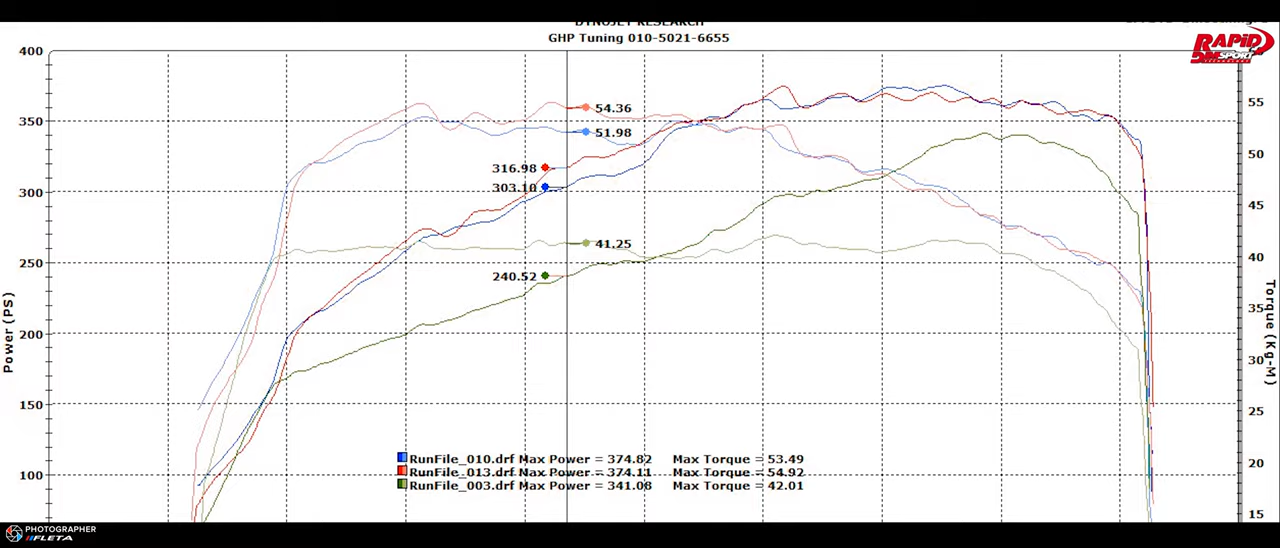 DYNOJET RESEARCH
GHP Tuning 010-5021-6655
RAPiD
SPORT
400
350
300
250
200
150
100
Power (PS)
55
50
45
40
35
30
25
20
15
Torque (Kg-M)
54.36
51.98
316.98
303.10
41.25
240.52
RunFile_010.drf Max Power = 374.82 Max Torque = 53.49
RunFile_013.drf Max Power = 374.11 Max Torque = 54.92
RunFile_003.drf Max Power = 341.08 Max Torque = 42.01
PHOTOGRAPHER
FLETA